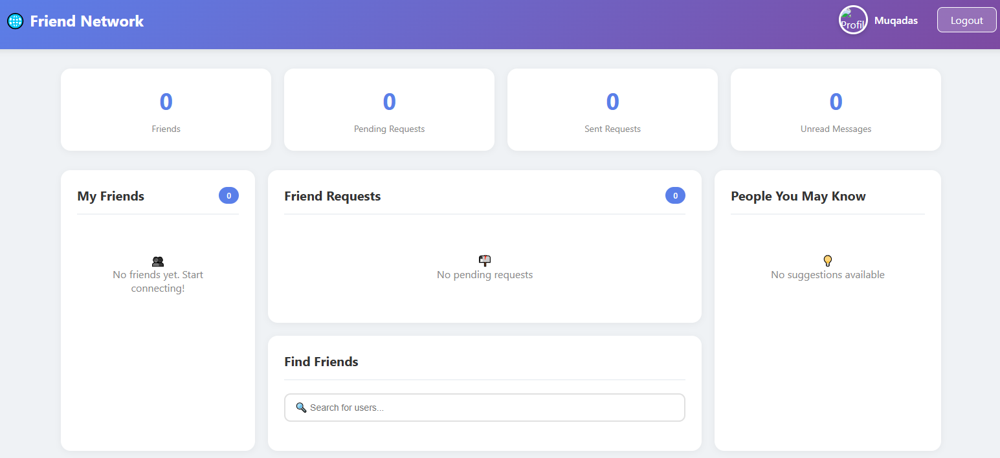 Friend Network
Profil
Muqadas
Logout
0
Friends
0
Pending Requests
0
Sent Requests
0
Unread Messages
My Friends
0
No friends yet. Start
connecting!
Friend Requests
0
No pending requests
Find Friends
Search for users...
People You May Know
No suggestions available